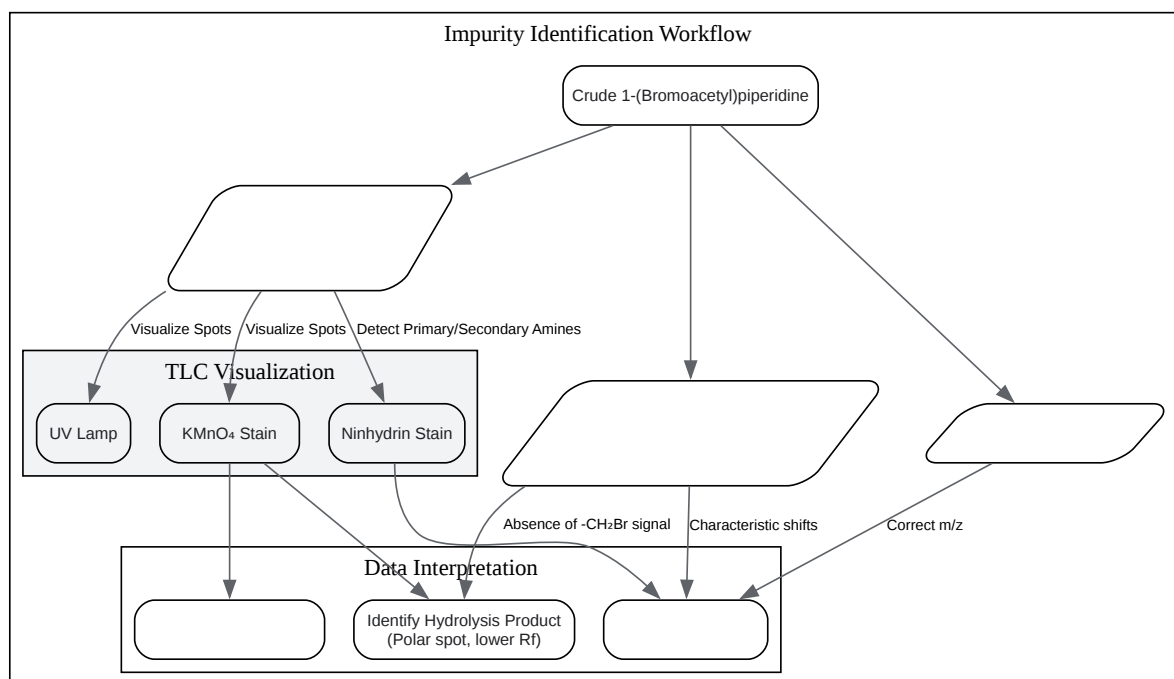 Impurity Identification Workflow
Crude 1-(Bromoacetyl)piperidine
Visualize Spots
Visualize Spots
Detect Primary/Secondary Amines
TLC Visualization
UV Lamp
KMnO₄ Stain
Ninhydrin Stain
Absence of -CH₂Br signal
Characteristic shifts
Correct m/z
Data Interpretation
Identify Hydrolysis Product
(Polar spot, lower Rf)